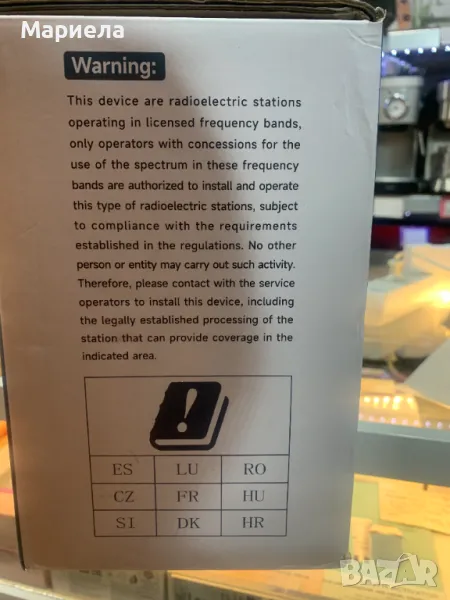 Мариела
Warning:
This device are radioelectric stations
operating in licensed frequency bands,
only operators with concessions for the
use of the spectrum in these frequency
bands are authorized to install and operate
this type of radioelectric stations, subject
to compliance with the requirements
established in the regulations. No other
person or entity may carry out such activity.
Therefore, please contact with the service
operators to install this device, including
the legally established processing of the
station that can provide coverage in the
indicated area.
!
ES LU RO
CZ FR HU
SI DK HR
BAZAR